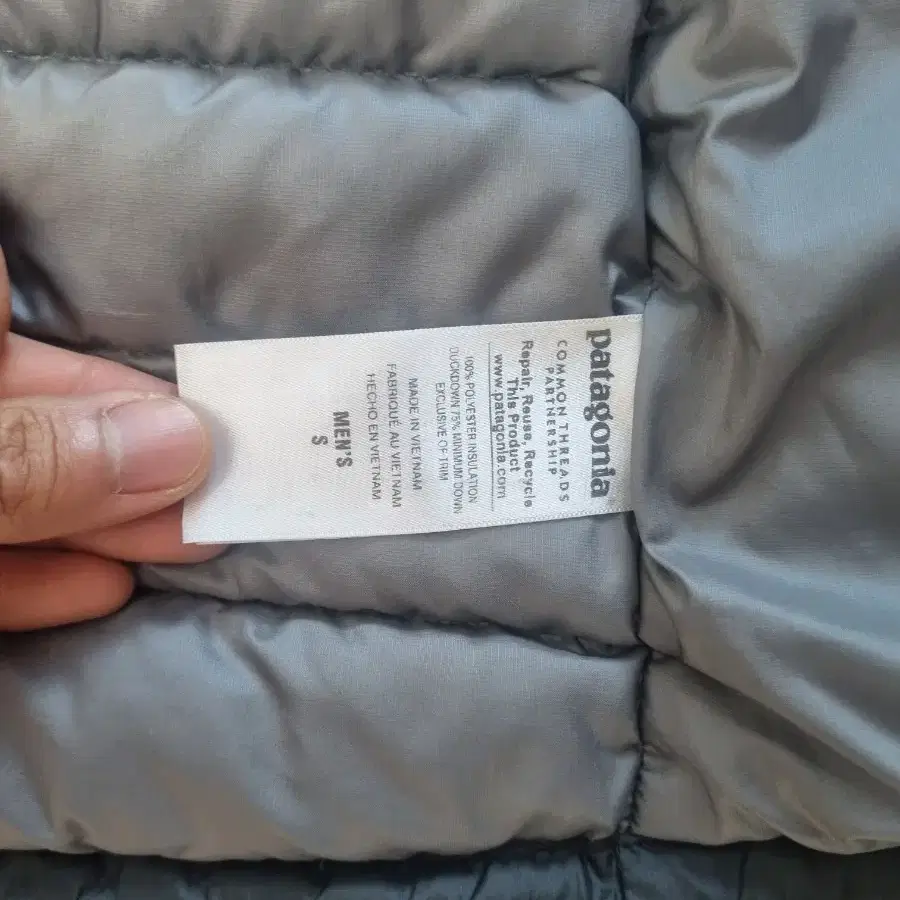 patagonia
COMMON THREADS
PARTNERSHIP
Repair, Reuse, Recycle
This Product
www.patagonia.com
100% POLYESTER INSULATION
DUCKDOWN 75% MINIMUM DOWN
EXCLUSIVE OF TRIM
MADE IN VIETNAM
FABRIQUÉ AU VIETNAM
HECHO EN VIETNAM
MEN'S
S